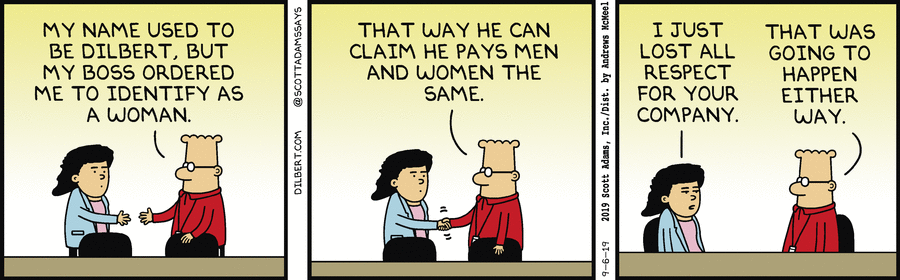 MY NAME USED TO
BE DILBERT, BUT
MY BOSS ORDERED
ME TO IDENTIFY AS
A WOMAN.
DILBERT.COM
@SCOTTADAMSSAYS
THAT WAY HE CAN
CLAIM HE PAYS MEN
AND WOMEN THE
SAME.
9-6-19 2019 Scott Adams, Inc./Dist. by Andrews McMeel
I JUST
LOST ALL
RESPECT
FOR YOUR
COMPANY.
THAT WAS
GOING TO
HAPPEN
EITHER
WAY.